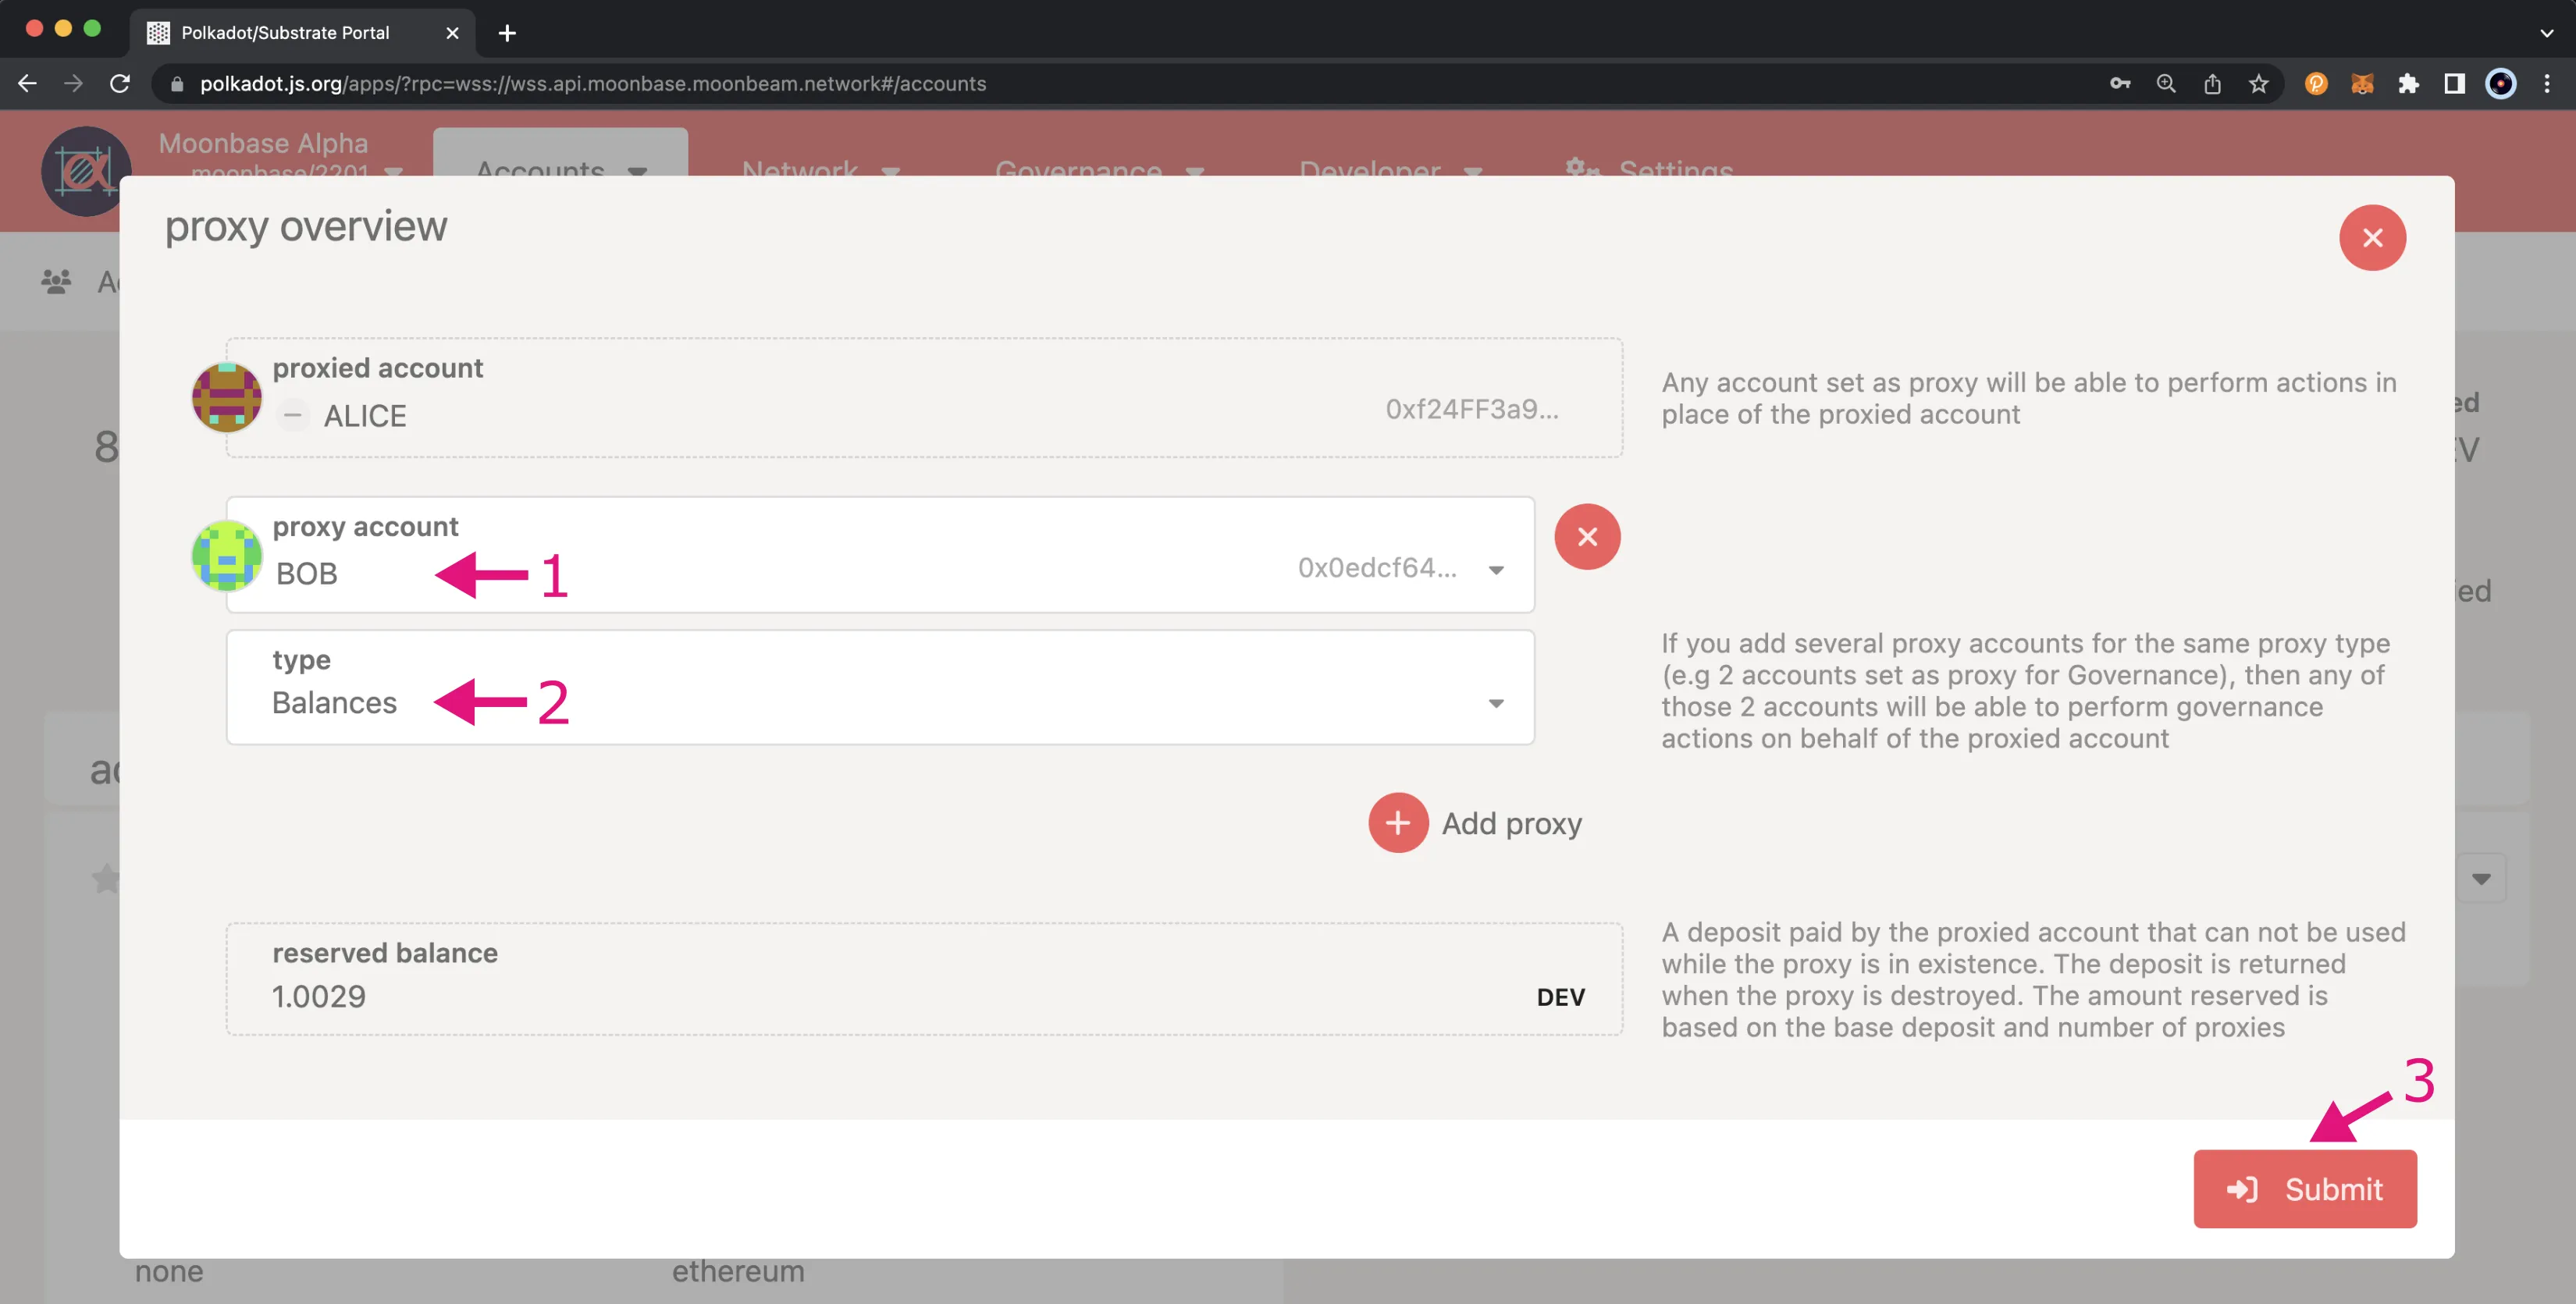 Polkadot/Substrate Portal
polkadot.js.org/apps/?rpc=wss://wss.api.moonbase.moonbeam.network#/accounts
Moonbase Alpha
moonbase/2201
Accounts
Network
Governance
Developer
Settings
proxy overview
proxied account
ALICE
0xf24FF3a9...
Any account set as proxy will be able to perform actions in
place of the proxied account
proxy account
BOB
1
0x0edcf64...
type
Balances
2
If you add several proxy accounts for the same proxy type
(e.g 2 accounts set as proxy for Governance), then any of
those 2 accounts will be able to perform governance
actions on behalf of the proxied account
Add proxy
reserved balance
1.0029
DEV
A deposit paid by the proxied account that can not be used
while the proxy is in existence. The deposit is returned
when the proxy is destroyed. The amount reserved is
based on the base deposit and number of proxies
3
Submit
none
ethereum